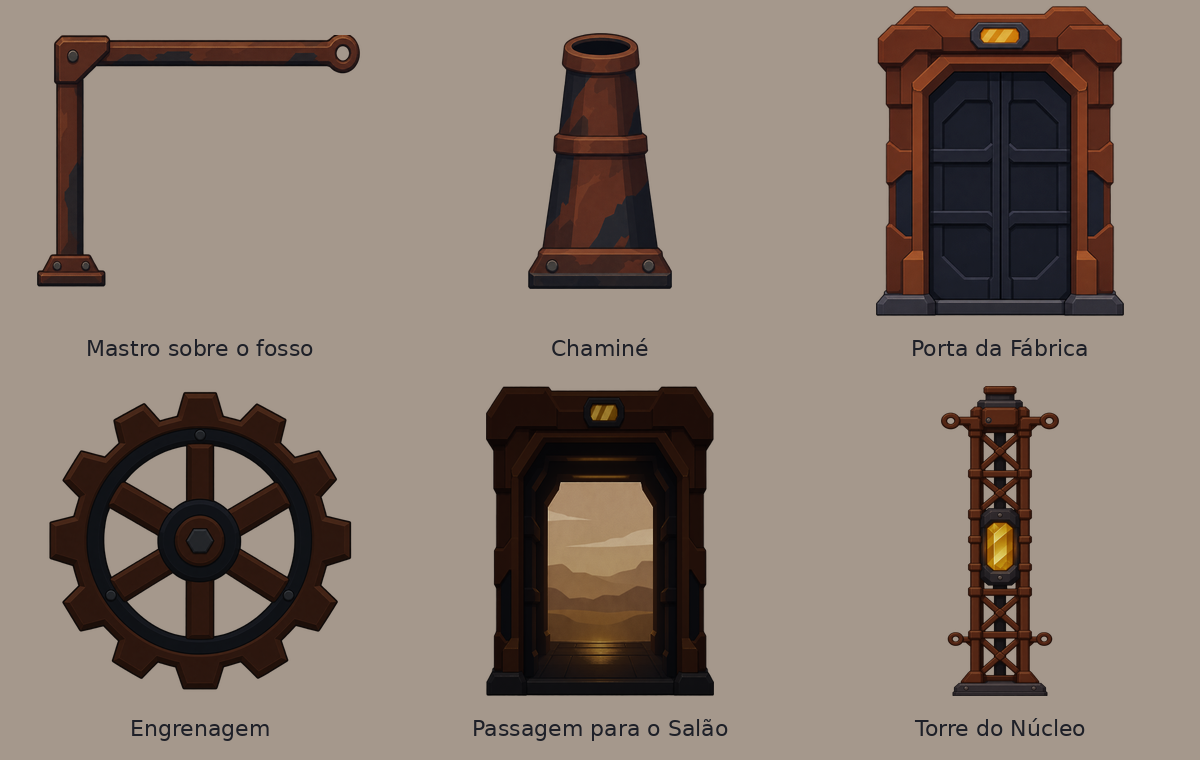 Mastro sobre o fosso
Chaminé
Porta da Fábrica
Engrenagem
Passagem para o Salão
Torre do Núcleo